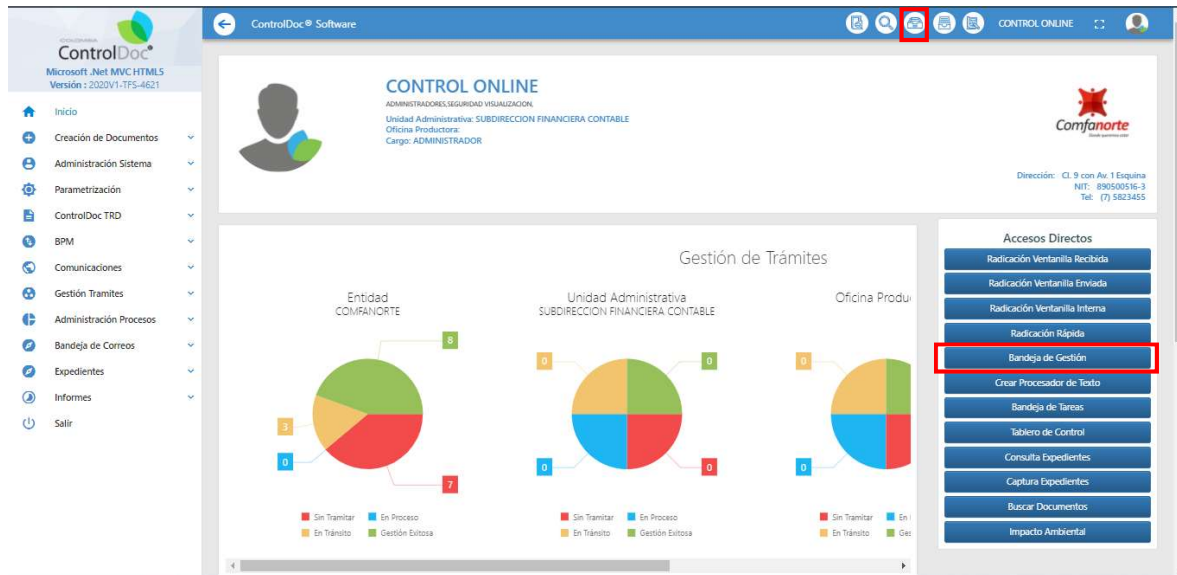 COLOMBIA
ControlDoc®
Microsoft .Net MVC HTML5
Versión : 2020V1-TFS-4621
Inicio
Creación de Documentos
Administración Sistema
Parametrización
ControlDoc TRD
BPM
Comunicaciones
Gestión Tramites
Administración Procesos
Bandeja de Correos
Expedientes
Informes
Salir
ControlDoc® Software
CONTROL ONLINE
CONTROL ONLINE
ADMINISTRADORES,SEGURIDAD VISUALIZACION,
Unidad Administrativa: SUBDIRECCION FINANCIERA CONTABLE
Oficina Productora:
Cargo: ADMINISTRADOR
Comfanorte
Dirección: Cl. 9 con Av. 1 Esquina
NIT: 890500516-3
Tel: (7) 5823455
Gestión de Trámites
Entidad
COMFANORTE
8
3
0
7
Sin Tramitar En Proceso
En Tránsito Gestión Exitosa
Unidad Administrativa
SUBDIRECCION FINANCIERA CONTABLE
0
0
0
0
Sin Tramitar En Proceso
En Tránsito Gestión Exitosa
Oficina Produ
0
0
Sin Tramitar En
En Tránsito Ges
Accesos Directos
Radicación Ventanilla Recibida
Radicación Ventanilla Enviada
Radicación Ventanilla Interna
Radicación Rápida
Bandeja de Gestión
Crear Procesador de Texto
Bandeja de Tareas
Tablero de Control
Consulta Expedientes
Captura Expedientes
Buscar Documentos
Impacto Ambiental